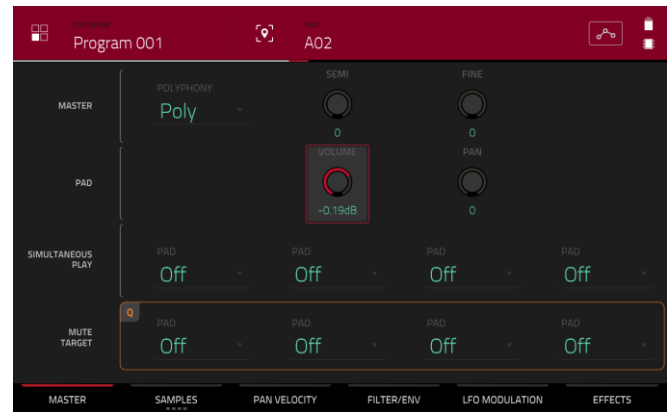 PROGRAM PAD
Program 001 A02
SEMI FINE
MASTER POLYPHONY
Poly
0 0
VOLUME PAN
PAD
-0.19dB 0
SIMULTANEOUS PLAY
PAD PAD PAD PAD
Off Off Off Off
Q
MUTE TARGET
PAD PAD PAD PAD
Off Off Off Off
MASTER SAMPLES PAN VELOCITY FILTER/ENV LFO MODULATION EFFECTS